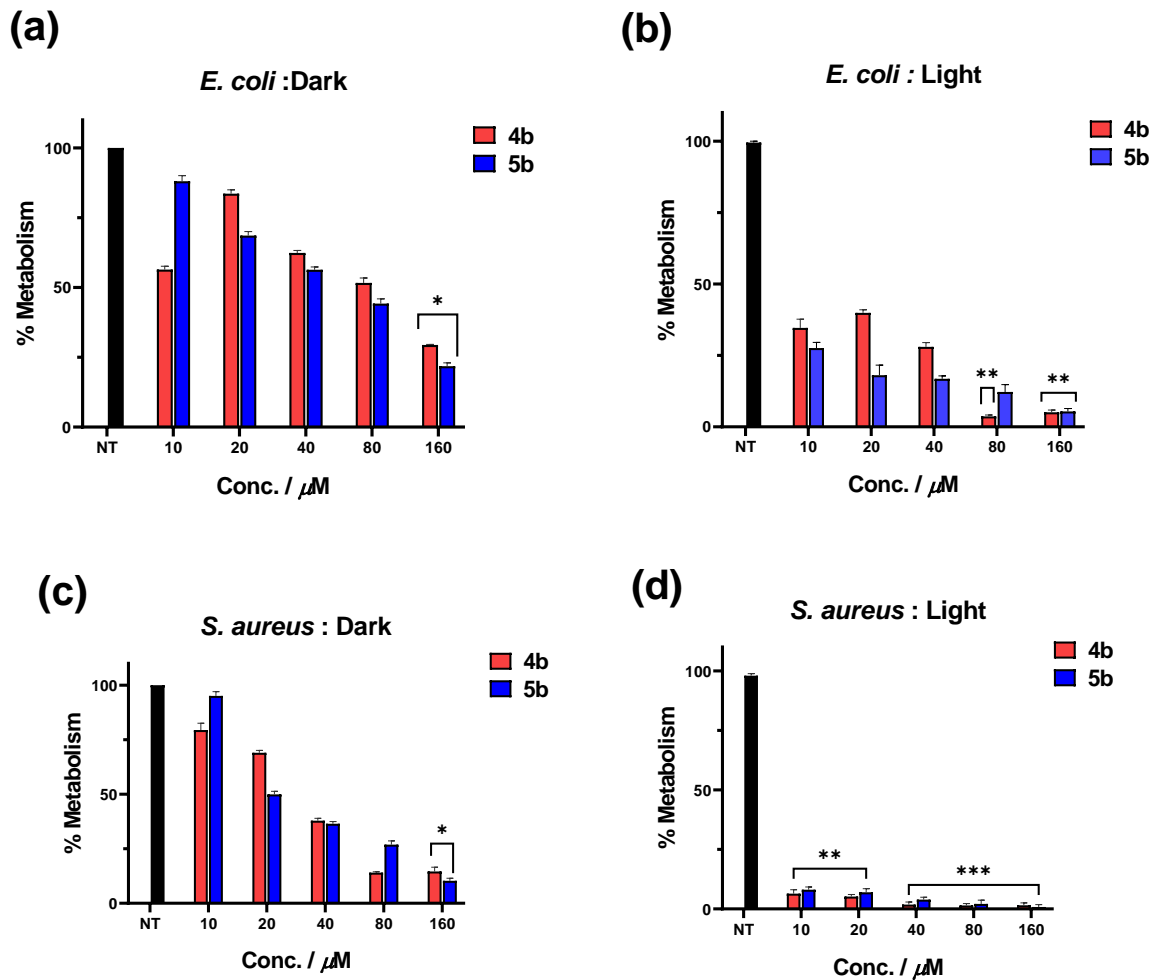 (a)
E. coli :Dark
4b
5b
% Metabolism
100
50
0
*
NT 10 20 40 80 160
Conc. / μM
(b)
E. coli : Light
4b
5b
% Metabolism
100
50
0
** **
NT 10 20 40 80 160
Conc. / μM
(c)
S. aureus : Dark
4b
5b
% Metabolism
100
50
0
*
NT 10 20 40 80 160
Conc. / μM
(d)
S. aureus : Light
4b
5b
% Metabolism
100
50
0
** ***
NT 10 20 40 80 160
Conc. / μM